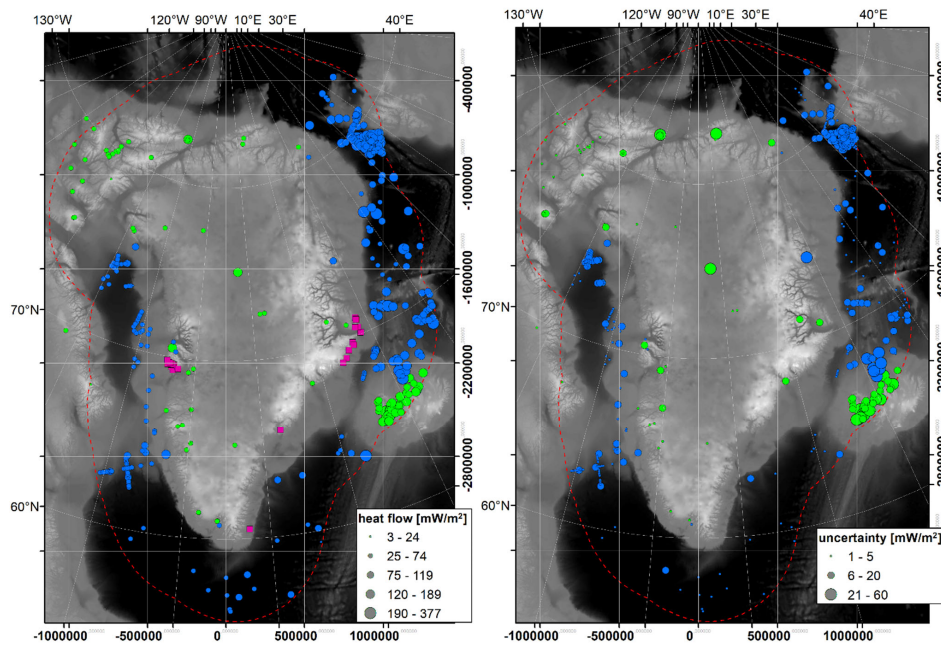 130°W 120°W 90°W 10°E 30°E 40°E
-400000
-1000000
-1600000
70°N
-2200000
-2800000
60°N
heat flow [mW/m²]
3 - 24
25 - 74
75 - 119
120 - 189
190 - 377
-1000000 -500000 0 500000 1000000
130°W 120°W 90°W 10°E 30°E 40°E
70°N
60°N
uncertainty [mW/m²]
1 - 5
6 - 20
21 - 60
-1000000 -500000 0 500000 1000000